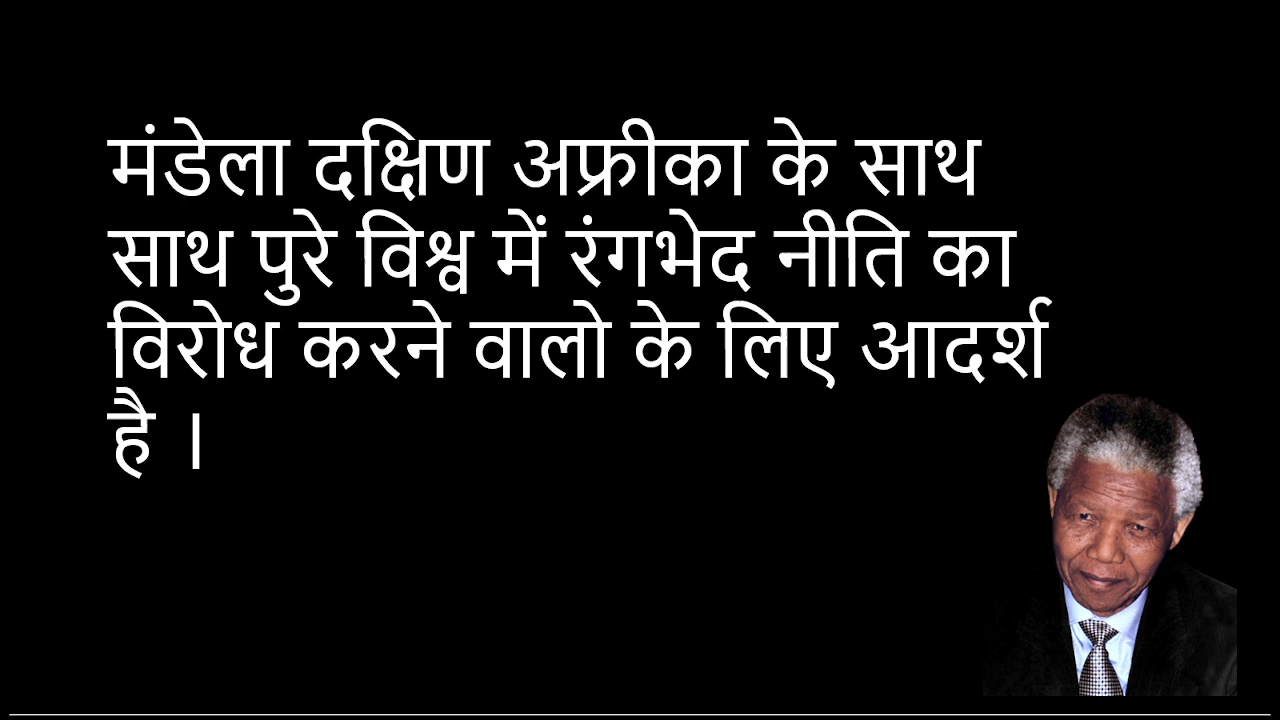 मंडेला दक्षिण अफ्रीका के साथ
साथ पुरे विश्व में रंगभेद नीति का
विरोध करने वालो के लिए आदर्श
है ।